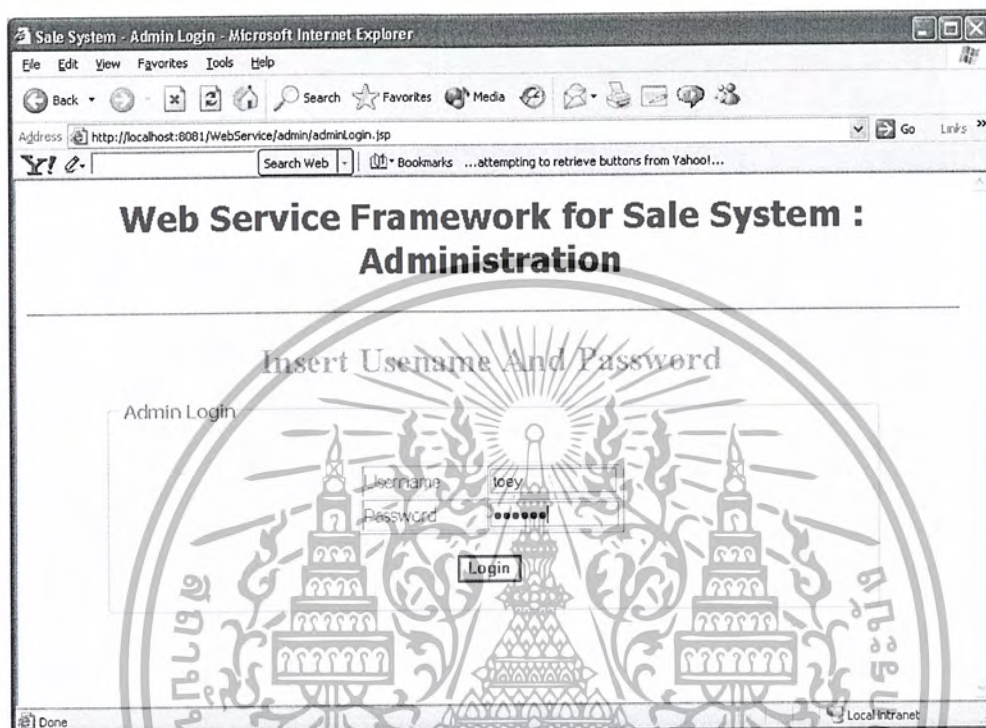 Sale System - Admin Login - Microsoft Internet Explorer
File Edit View Favorites Tools Help
Back Search Favorites Media
Address http://localhost:8081/WebService/admin/adminLogin.jsp Go Links »
Y! Search Web Bookmarks ...attempting to retrieve buttons from Yahoo!...
Web Service Framework for Sale System :
Administration
Insert Usename And Password
Admin Login
Username toey
Password •••••••
Login
Done Local intranet